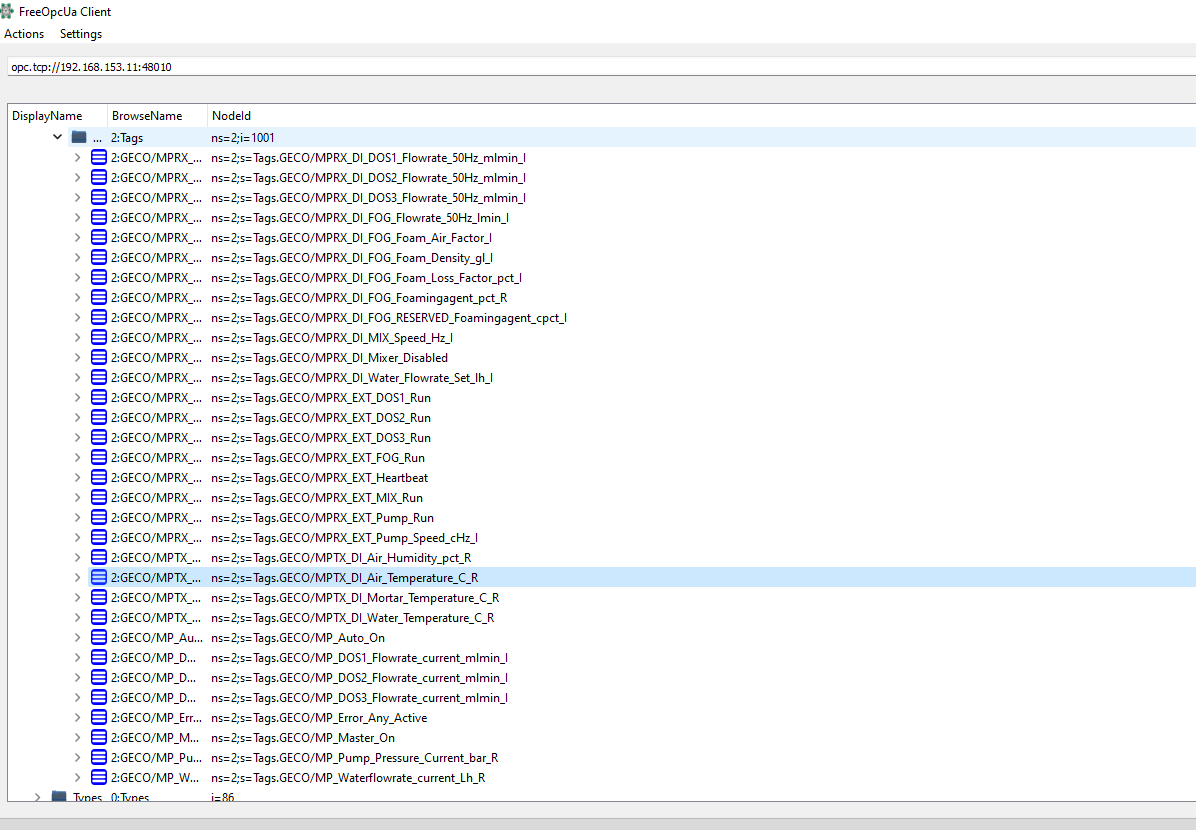 FreeOpcUa Client
Actions Settings
opc.tcp://192.168.153.11:48010
DisplayName BrowseName NodeId
... 2:Tags ns=2;i=1001
2:GECO/MPRX_... ns=2;s=Tags.GECO/MPRX_DI_DOS1_Flowrate_50Hz_mlmin_I
2:GECO/MPRX_... ns=2;s=Tags.GECO/MPRX_DI_DOS2_Flowrate_50Hz_mlmin_I
2:GECO/MPRX_... ns=2;s=Tags.GECO/MPRX_DI_DOS3_Flowrate_50Hz_mlmin_I
2:GECO/MPRX_... ns=2;s=Tags.GECO/MPRX_DI_FOG_Flowrate_50Hz_lmin_I
2:GECO/MPRX_... ns=2;s=Tags.GECO/MPRX_DI_FOG_Foam_Air_Factor_I
2:GECO/MPRX_... ns=2;s=Tags.GECO/MPRX_DI_FOG_Foam_Density_gl_I
2:GECO/MPRX_... ns=2;s=Tags.GECO/MPRX_DI_FOG_Foam_Loss_Factor_pct_I
2:GECO/MPRX_... ns=2;s=Tags.GECO/MPRX_DI_FOG_Foamingagent_pct_R
2:GECO/MPRX_... ns=2;s=Tags.GECO/MPRX_DI_FOG_RESERVED_Foamingagent_cpct_I
2:GECO/MPRX_... ns=2;s=Tags.GECO/MPRX_DI_MIX_Speed_Hz_I
2:GECO/MPRX_... ns=2;s=Tags.GECO/MPRX_DI_Mixer_Disabled
2:GECO/MPRX_... ns=2;s=Tags.GECO/MPRX_DI_Water_Flowrate_Set_lh_I
2:GECO/MPRX_... ns=2;s=Tags.GECO/MPRX_EXT_DOS1_Run
2:GECO/MPRX_... ns=2;s=Tags.GECO/MPRX_EXT_DOS2_Run
2:GECO/MPRX_... ns=2;s=Tags.GECO/MPRX_EXT_DOS3_Run
2:GECO/MPRX_... ns=2;s=Tags.GECO/MPRX_EXT_FOG_Run
2:GECO/MPRX_... ns=2;s=Tags.GECO/MPRX_EXT_Heartbeat
2:GECO/MPRX_... ns=2;s=Tags.GECO/MPRX_EXT_MIX_Run
2:GECO/MPRX_... ns=2;s=Tags.GECO/MPRX_EXT_Pump_Run
2:GECO/MPRX_... ns=2;s=Tags.GECO/MPRX_EXT_Pump_Speed_cHz_I
2:GECO/MPTX_... ns=2;s=Tags.GECO/MPTX_DI_Air_Humidity_pct_R
2:GECO/MPTX_... ns=2;s=Tags.GECO/MPTX_DI_Air_Temperature_C_R
2:GECO/MPTX_... ns=2;s=Tags.GECO/MPTX_DI_Mortar_Temperature_C_R
2:GECO/MPTX_... ns=2;s=Tags.GECO/MPTX_DI_Water_Temperature_C_R
2:GECO/MP_Au... ns=2;s=Tags.GECO/MP_Auto_On
2:GECO/MP_D... ns=2;s=Tags.GECO/MP_DOS1_Flowrate_current_mlmin_I
2:GECO/MP_D... ns=2;s=Tags.GECO/MP_DOS2_Flowrate_current_mlmin_I
2:GECO/MP_D... ns=2;s=Tags.GECO/MP_DOS3_Flowrate_current_mlmin_I
2:GECO/MP_Err... ns=2;s=Tags.GECO/MP_Error_Any_Active
2:GECO/MP_M... ns=2;s=Tags.GECO/MP_Master_On
2:GECO/MP_Pu... ns=2;s=Tags.GECO/MP_Pump_Pressure_Current_bar_R
2:GECO/MP_W... ns=2;s=Tags.GECO/MP_Waterflowrate_current_Lh_R
Types 0:Types i=86